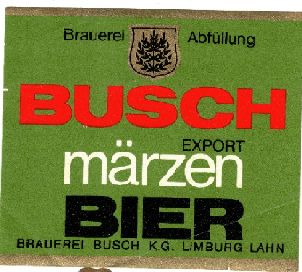 Brauerei Abfüllung
BUSCH
EXPORT
märzen
BIER
BRAUEREI BUSCH K.G. LIMBURG LAHN